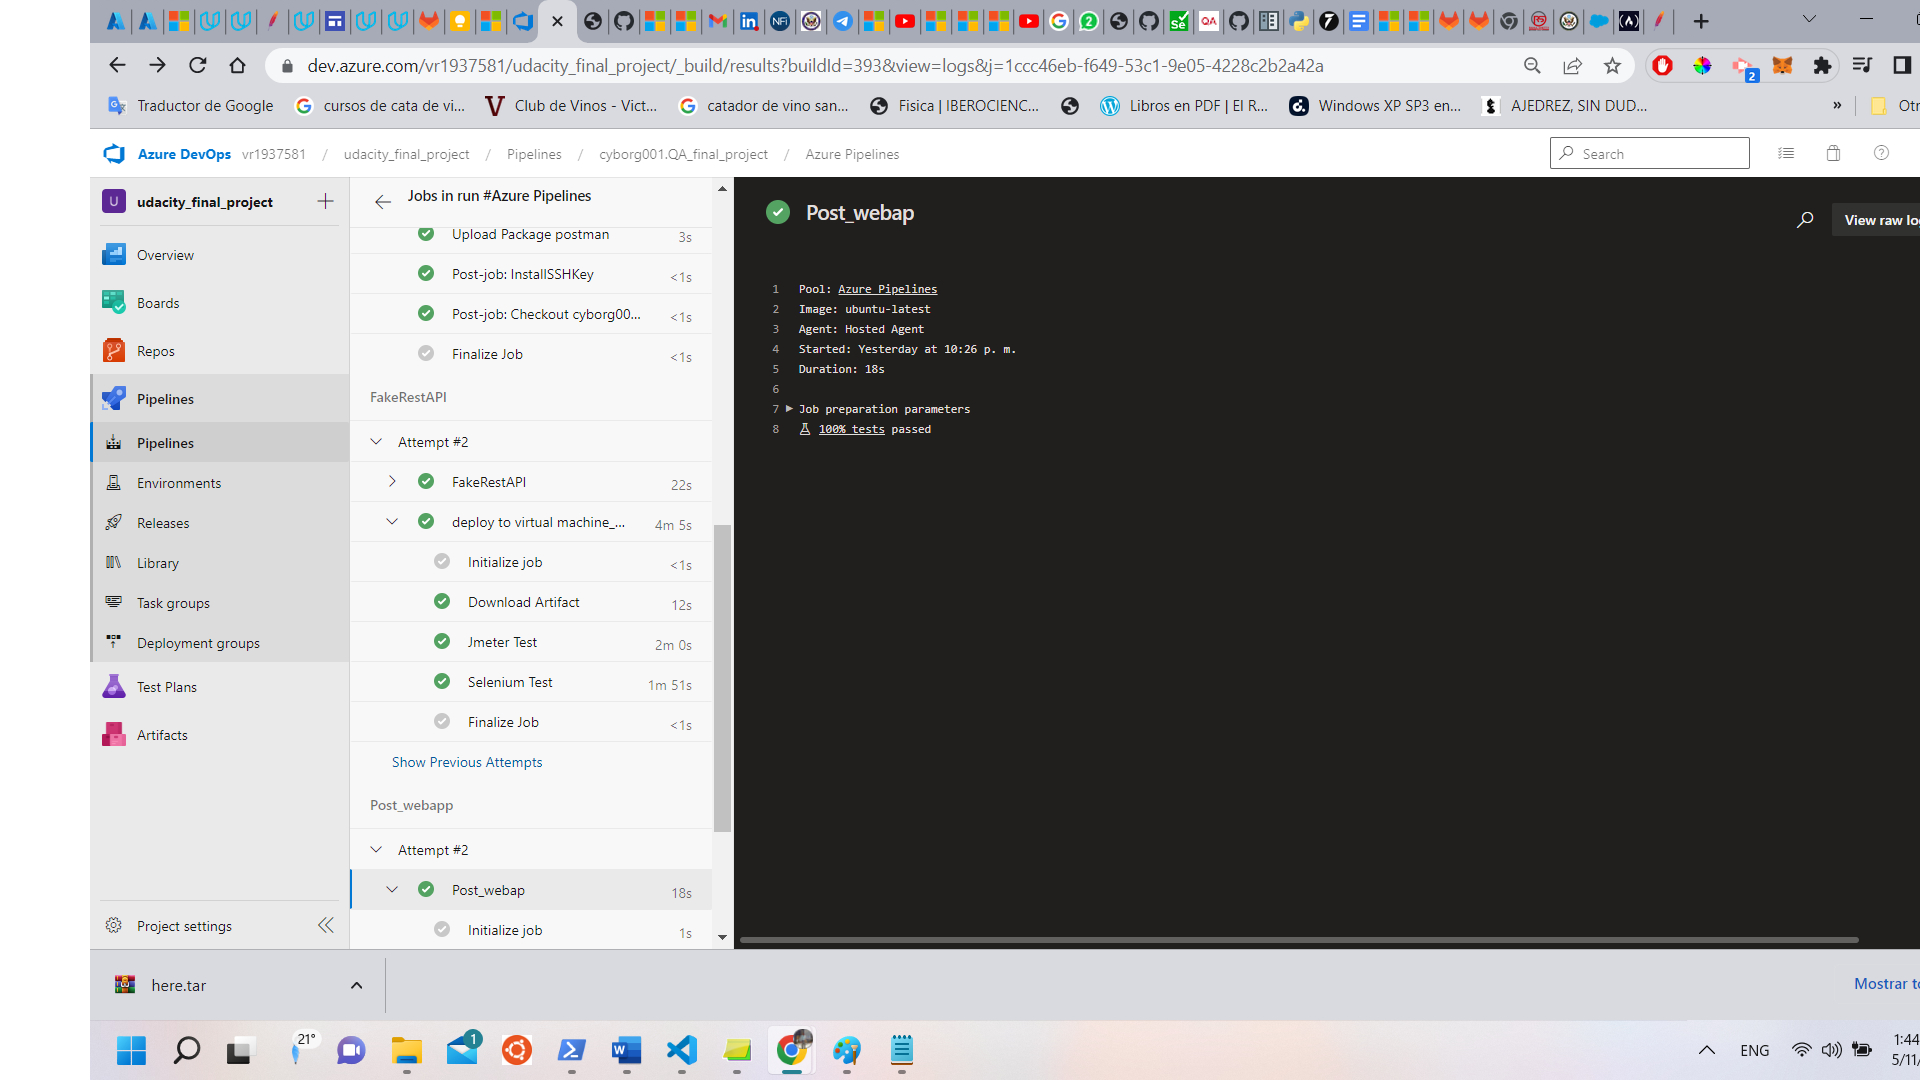 dev.azure.com/vr1937581/udacity_final_project/_build/results?buildId=393&view=logs&j=1ccc46eb-f649-53c1-9e05-4228c2b2a42a
2
Traductor de Google
cursos de cata de vi...
Club de Vinos - Vict...
catador de vino san...
Fisica | IBEROCIENC...
Libros en PDF | El R...
Windows XP SP3 en...
AJEDREZ, SIN DUD...
»
Otr
Azure DevOps
vr1937581 / udacity_final_project / Pipelines / cyborg001.QA_final_project / Azure Pipelines
Search
U
udacity_final_project
Overview
Boards
Repos
Pipelines
Pipelines
Environments
Releases
Library
Task groups
Deployment groups
Test Plans
Artifacts
Project settings
Jobs in run #Azure Pipelines
Upload Package postman 3s
Post-job: InstallSSHKey <1s
Post-job: Checkout cyborg00... <1s
Finalize Job <1s
FakeRestAPI
Attempt #2
FakeRestAPI 22s
deploy to virtual machine_... 4m 5s
Initialize job <1s
Download Artifact 12s
Jmeter Test 2m 0s
Selenium Test 1m 51s
Finalize Job <1s
Show Previous Attempts
Post_webapp
Attempt #2
Post_webap 18s
Initialize job 1s
Post_webap
View raw lo
1 Pool: Azure Pipelines
2 Image: ubuntu-latest
3 Agent: Hosted Agent
4 Started: Yesterday at 10:26 p. m.
5 Duration: 18s
6
7 Job preparation parameters
8 100% tests passed
here.tar
Mostrar to
21°
1
ENG
1:44
5/11/